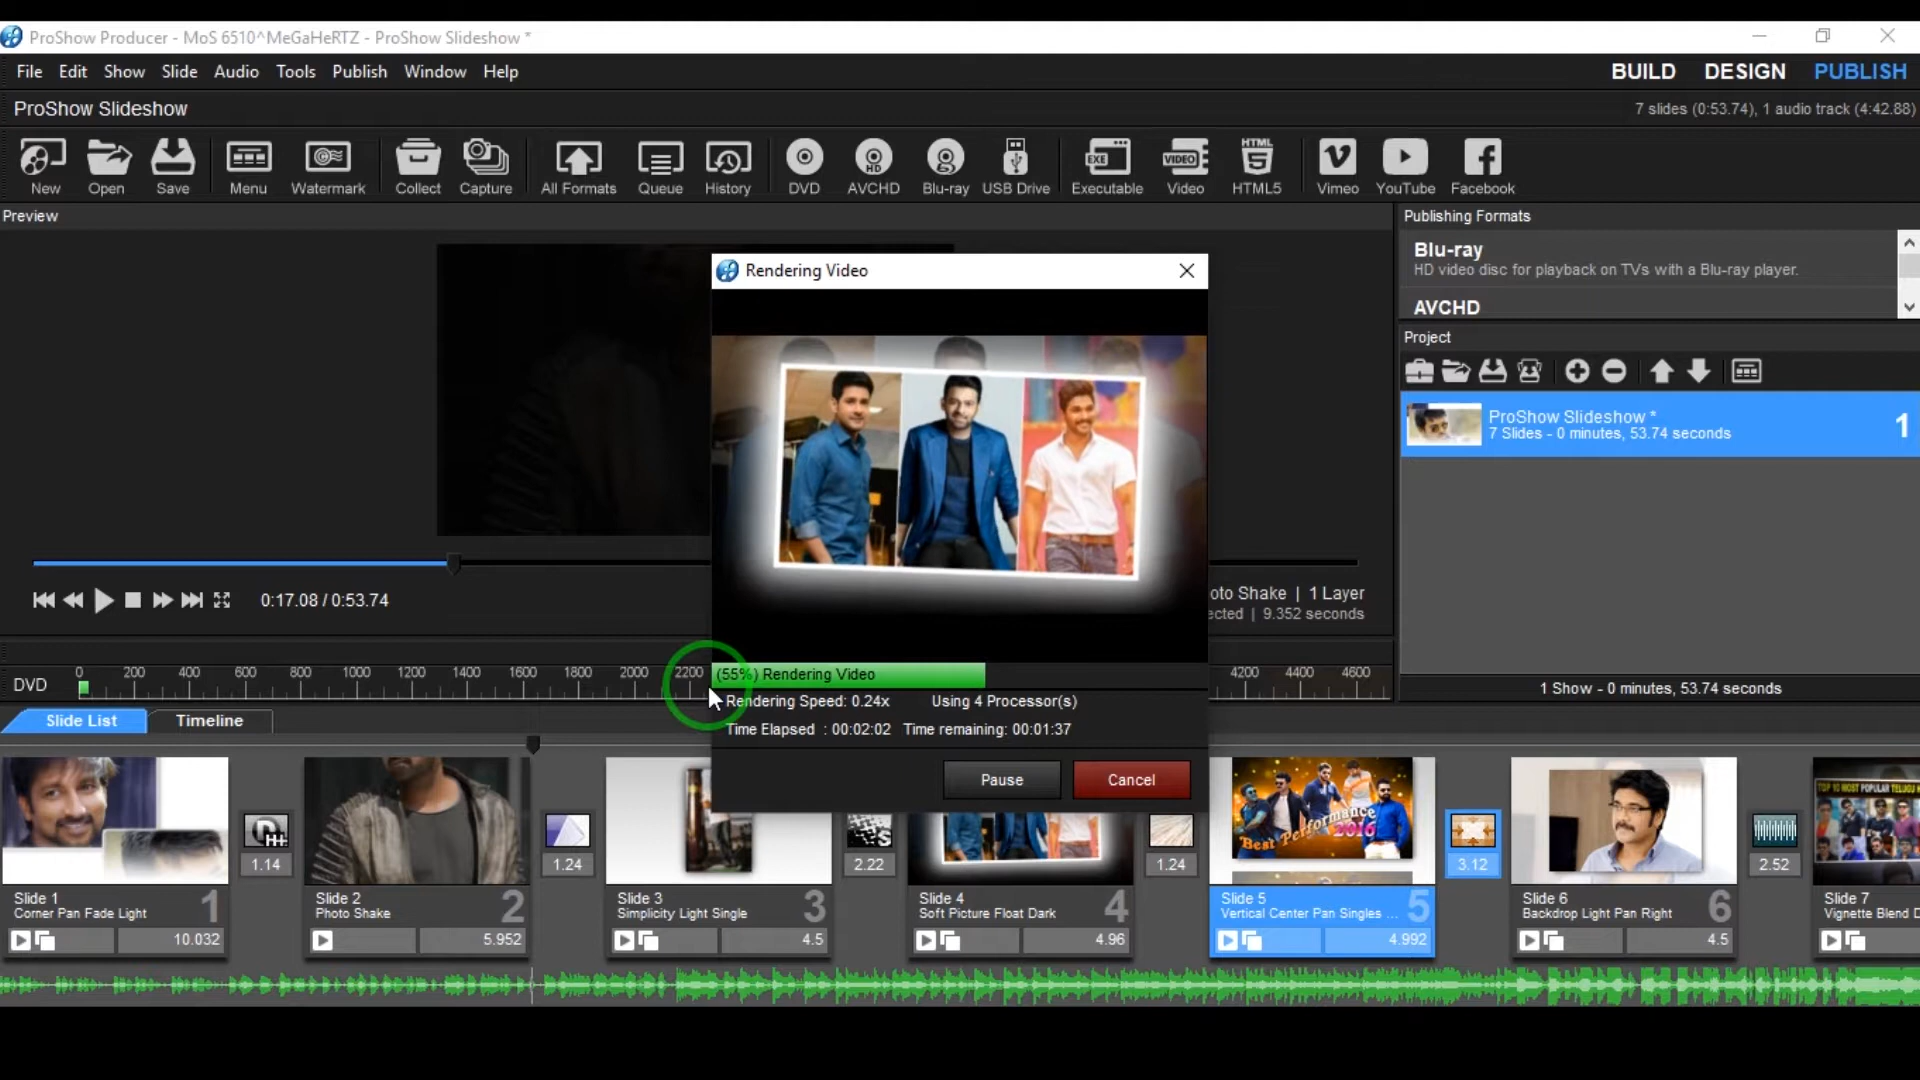 ProShow Producer - MoS 6510^MeGaHeRTZ - ProShow Slideshow *
File Edit Show Slide Audio Tools Publish Window Help
BUILD DESIGN PUBLISH
ProShow Slideshow
7 slides (0:53.74), 1 audio track (4:42.88)
New Open Save Menu Watermark Collect Capture All Formats Queue History DVD AVCHD Blu-ray USB Drive Executable Video HTML5 Vimeo YouTube Facebook
Preview
Publishing Formats
Blu-ray
HD video disc for playback on TVs with a Blu-ray player.
AVCHD
Project
ProShow Slideshow *
7 Slides - 0 minutes, 53.74 seconds
1
Rendering Video
0:17.08 / 0:53.74
oto Shake | 1 Layer
ected | 9.352 seconds
(55%) Rendering Video
Rendering Speed: 0.24x Using 4 Processor(s)
Time Elapsed : 00:02:02 Time remaining: 00:01:37
Pause Cancel
DVD 0 200 400 600 800 1000 1200 1400 1600 1800 2000 2200 4200 4400 4600
1 Show - 0 minutes, 53.74 seconds
Slide List Timeline
Best Performance 2016
TOP 10 MOST POPULAR TELUGU
1.14 1.24 2.22 1.24 3.12 2.52
Slide 1
Corner Pan Fade Light
1
10.032
Slide 2
Photo Shake
2
5.952
Slide 3
Simplicity Light Single
3
4.5
Slide 4
Soft Picture Float Dark
4
4.96
Slide 5
Vertical Center Pan Singles ...
5
4.992
Slide 6
Backdrop Light Pan Right
6
4.5
Slide 7
Vignette Blend D